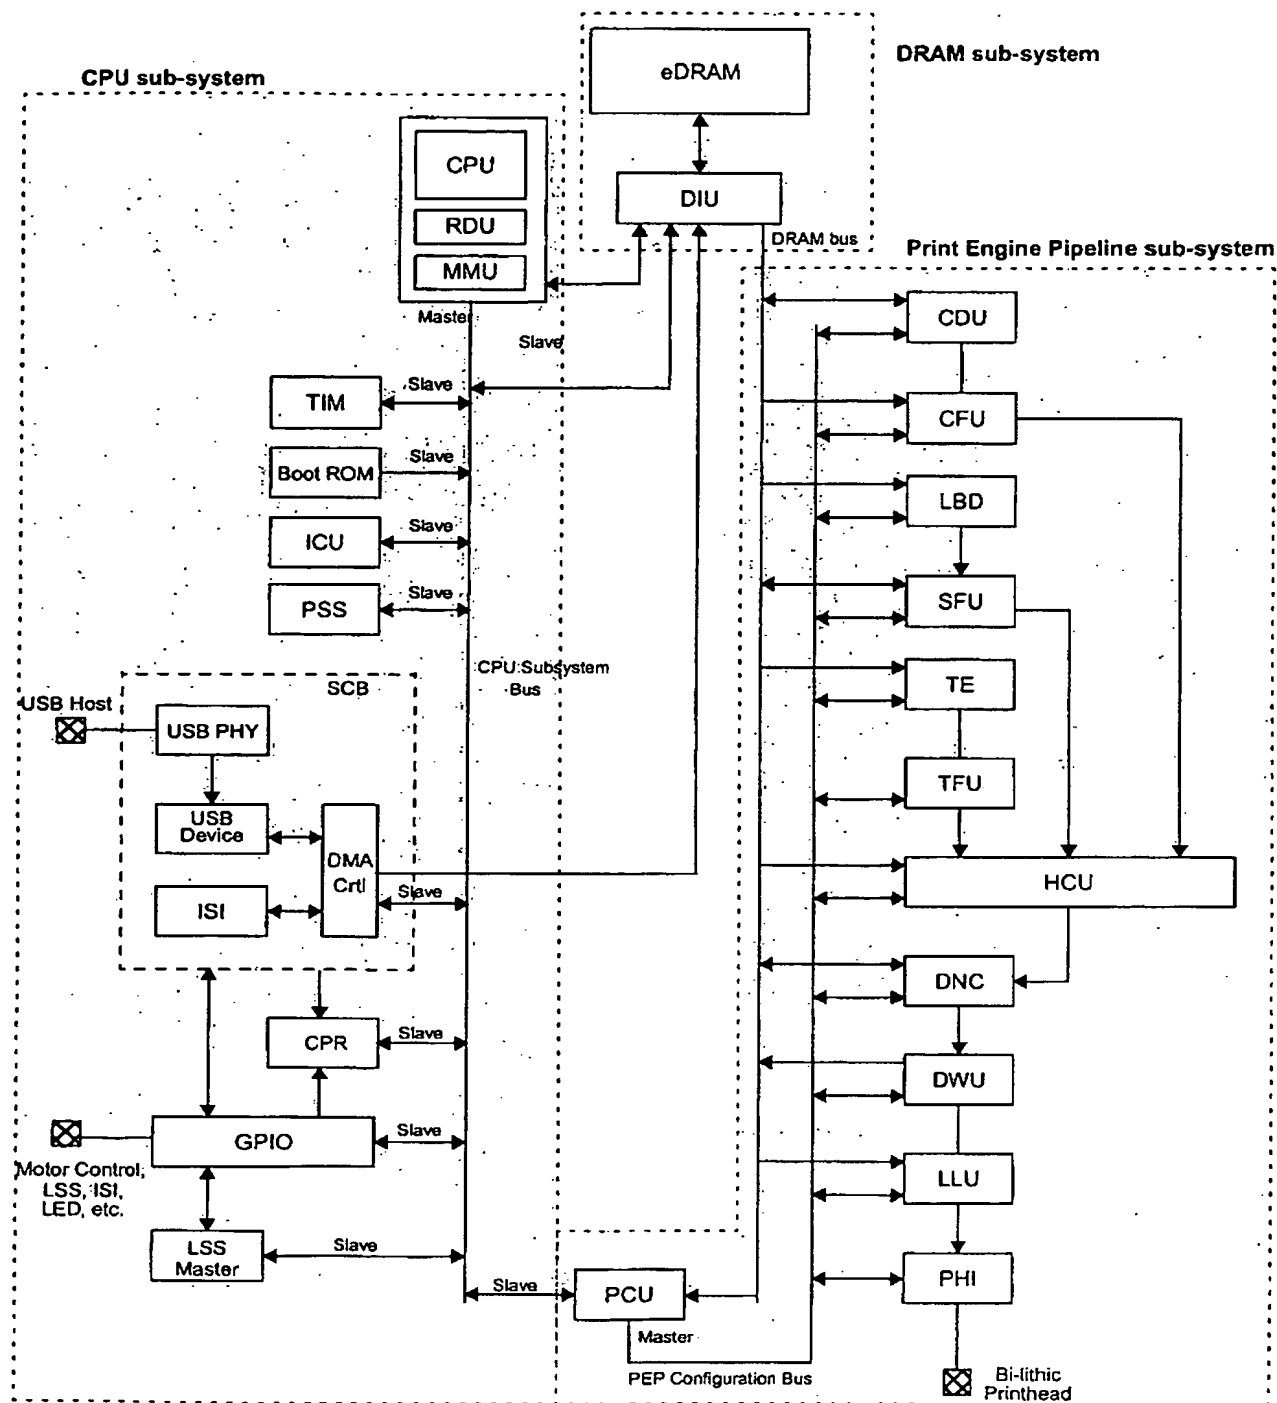 DRAM sub-system
CPU sub-system
eDRAM
CPU
RDU
MMU
DIU
DRAM bus
Print Engine Pipeline sub-system
Master
Slave
CDU
TIM
Slave
CFU
Boot ROM
Slave
LBD
ICU
Slave
PSS
Slave
SFU
CPU Subsystem
Bus
SCB
TE
USB Host
USB PHY
TFU
USB
Device
DMA
Crtl
Slave
ISI
HCU
DNC
CPR
Slave
DWU
GPIO
Slave
Motor Control,
LSS, ISI,
LED, etc.
LLU
LSS
Master
Slave
PHI
Slave
PCU
Master
PEP Configuration Bus
Bi-lithic
Printhead